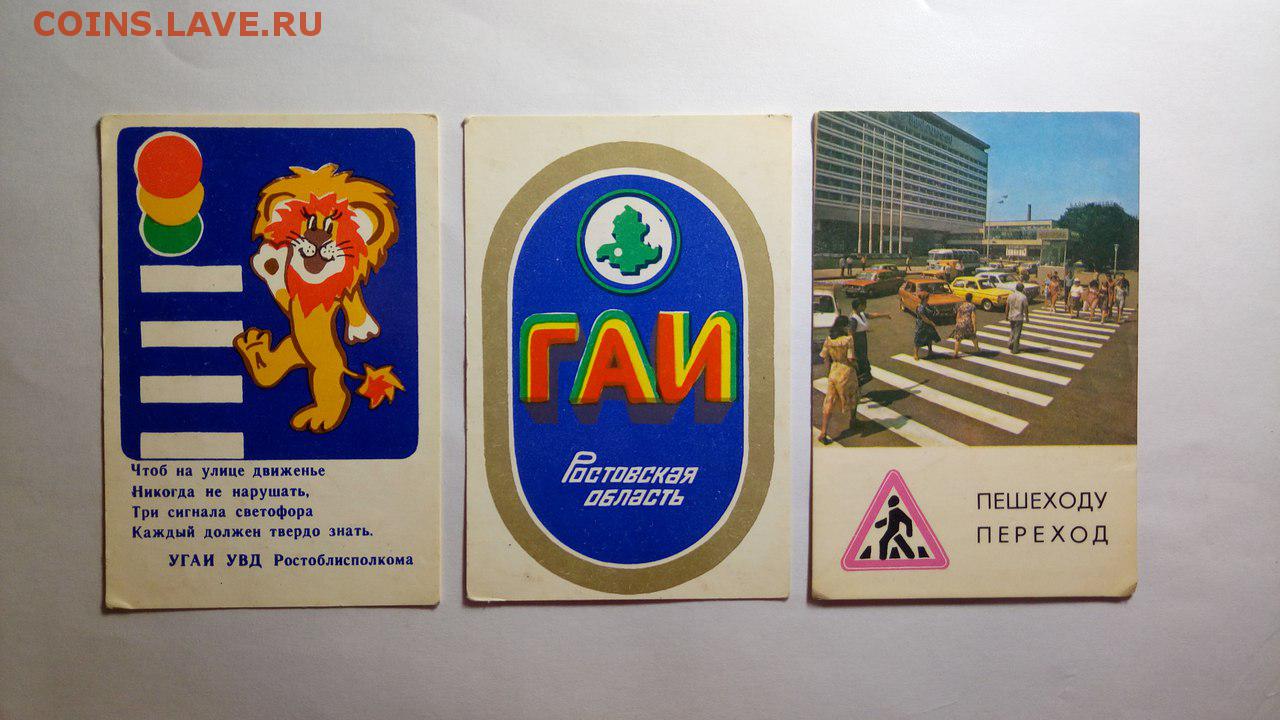 COINS.LAVE.RU
Чтоб на улице движенье
Никогда не нарушать,
Три сигнала светофора
Каждый должен твердо знать.
УГАИ УВД Ростоблисполкома
ГАИ
Ростовская
область
ПЕШЕХОДУ
ПЕРЕХОД